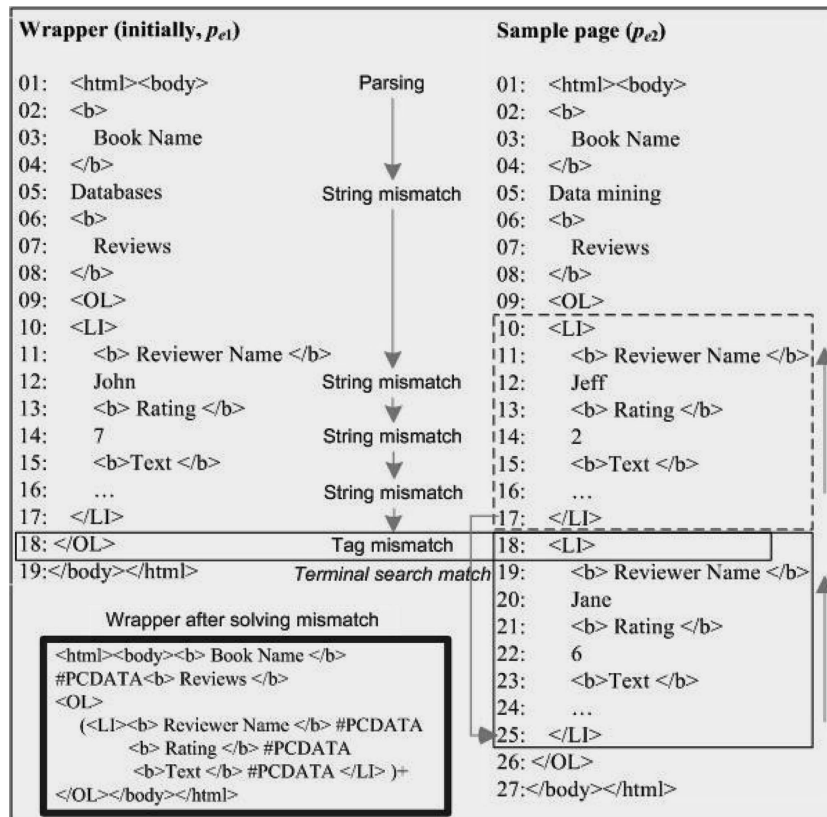 Wrapper (initially, pe1)
01: <html><body>
02: <b>
03: Book Name
04: </b>
05: Databases
06: <b>
07: Reviews
08: </b>
09: <OL>
10: <LI>
11: <b> Reviewer Name </b>
12: John
13: <b> Rating </b>
14: 7
15: <b>Text </b>
16: …
17: </LI>
18: </OL>
19:</body></html>
Parsing
String mismatch
String mismatch
String mismatch
String mismatch
Tag mismatch
Terminal search match
Sample page (pe2)
01: <html><body>
02: <b>
03: Book Name
04: </b>
05: Data mining
06: <b>
07: Reviews
08: </b>
09: <OL>
10: <LI>
11: <b> Reviewer Name </b>
12: Jeff
13: <b> Rating </b>
14: 2
15: <b>Text </b>
16: …
17: </LI>
18: <LI>
19: <b> Reviewer Name </b>
20: Jane
21: <b> Rating </b>
22: 6
23: <b>Text </b>
24: …
25: </LI>
26: </OL>
27:</body></html>
Wrapper after solving mismatch
<html><body><b> Book Name </b>
#PCDATA<b> Reviews </b>
<OL>
(<LI><b> Reviewer Name </b> #PCDATA
<b> Rating </b> #PCDATA
<b>Text </b> #PCDATA </LI> )+
</OL></body></html>